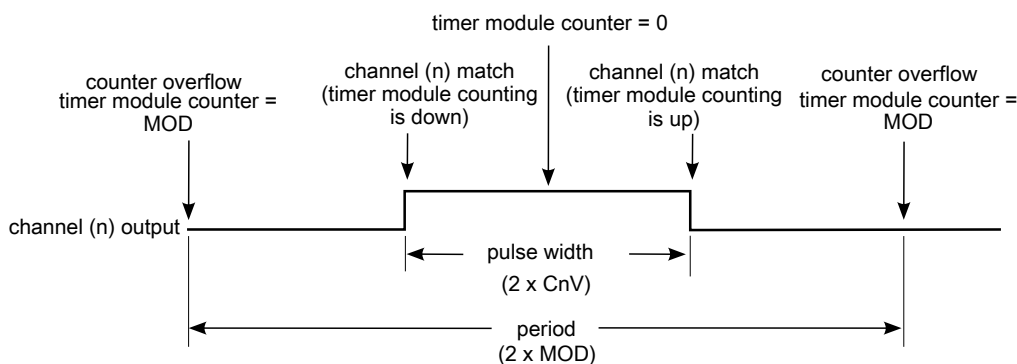 timer module counter = 0
counter overflow
timer module counter =
MOD
channel (n) match
(timer module counting
is down)
channel (n) match
(timer module counting
is up)
counter overflow
timer module counter =
MOD
channel (n) output
pulse width
(2 x CnV)
period
(2 x MOD)